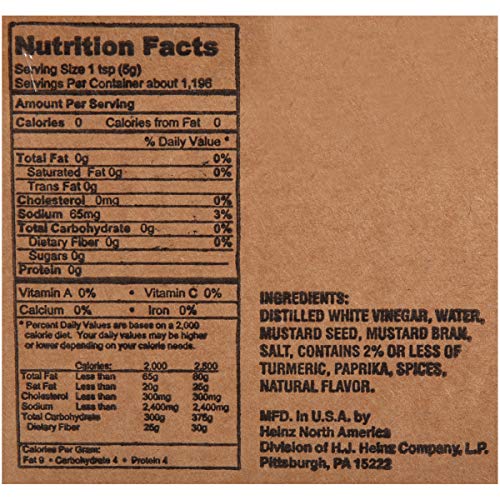 Nutrition Facts
Serving Size 1 tsp (5g)
Servings Per Container about 1,196
Amount Per Serving
Calories 0 Calories from Fat 0
% Daily Value *
Total Fat 0g 0%
Saturated Fat 0g 0%
Trans Fat 0g
Cholesterol 0mg 0%
Sodium 65mg 3%
Total Carbohydrate 0g 0%
Dietary Fiber 0g 0%
Sugars 0g
Protein 0g
Vitamin A 0% • Vitamin C 0%
Calcium 0% • Iron 0%
* Percent Daily Values are based on a 2,000
calorie diet. Your daily values may be higher
or lower depending on your calorie needs.
Calories: 2,000 2,500
Total Fat Less than 65g 80g
Sat Fat Less than 20g 25g
Cholesterol Less than 300mg 300mg
Sodium Less than 2,400mg 2,400mg
Total Carbohydrate 300g 375g
Dietary Fiber 25g 30g
Calories Per Gram:
Fat 9 • Carbohydrate 4 • Protein 4
INGREDIENTS:
DISTILLED WHITE VINEGAR, WATER,
MUSTARD SEED, MUSTARD BRAN,
SALT, CONTAINS 2% OR LESS OF
TURMERIC, PAPRIKA, SPICES,
NATURAL FLAVOR.
MFD. In U.S.A. by
Heinz North America
Division of H.J. Heinz Company, L.P.
Pittsburgh, PA 15222